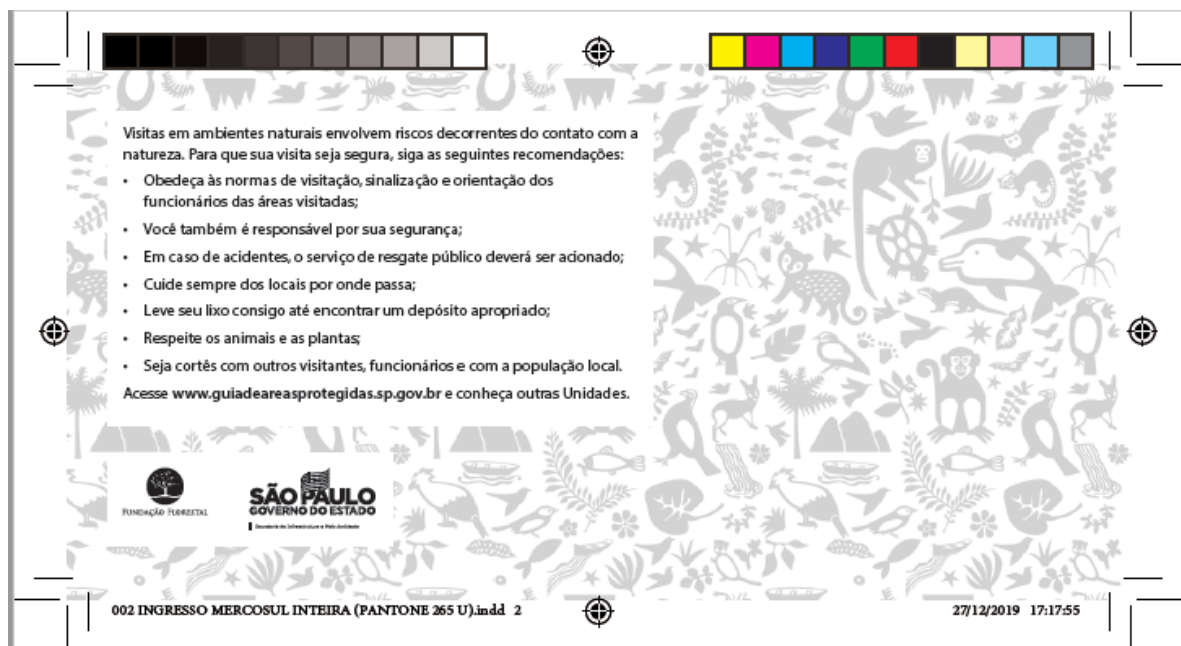 Visitas em ambientes naturais envolvem riscos decorrentes do contato com a
natureza. Para que sua visita seja segura, siga as seguintes recomendações:
• Obedeça às normas de visitação, sinalização e orientação dos
funcionários das áreas visitadas;
• Você também é responsável por sua segurança;
• Em caso de acidentes, o serviço de resgate público deverá ser acionado;
• Cuide sempre dos locais por onde passa;
• Leve seu lixo consigo até encontrar um depósito apropriado;
• Respeite os animais e as plantas;
• Seja cortês com outros visitantes, funcionários e com a população local.
Acesse www.guiadeareasprotegidas.sp.gov.br e conheça outras Unidades.
FUNDAÇÃO FLORESTAL
SÃO PAULO
GOVERNO DO ESTADO
Secretaria de Infraestrutura e Meio Ambiente
002 INGRESSO MERCOSUL INTEIRA (PANTONE 265 U).indd 2
27/12/2019 17:17:55